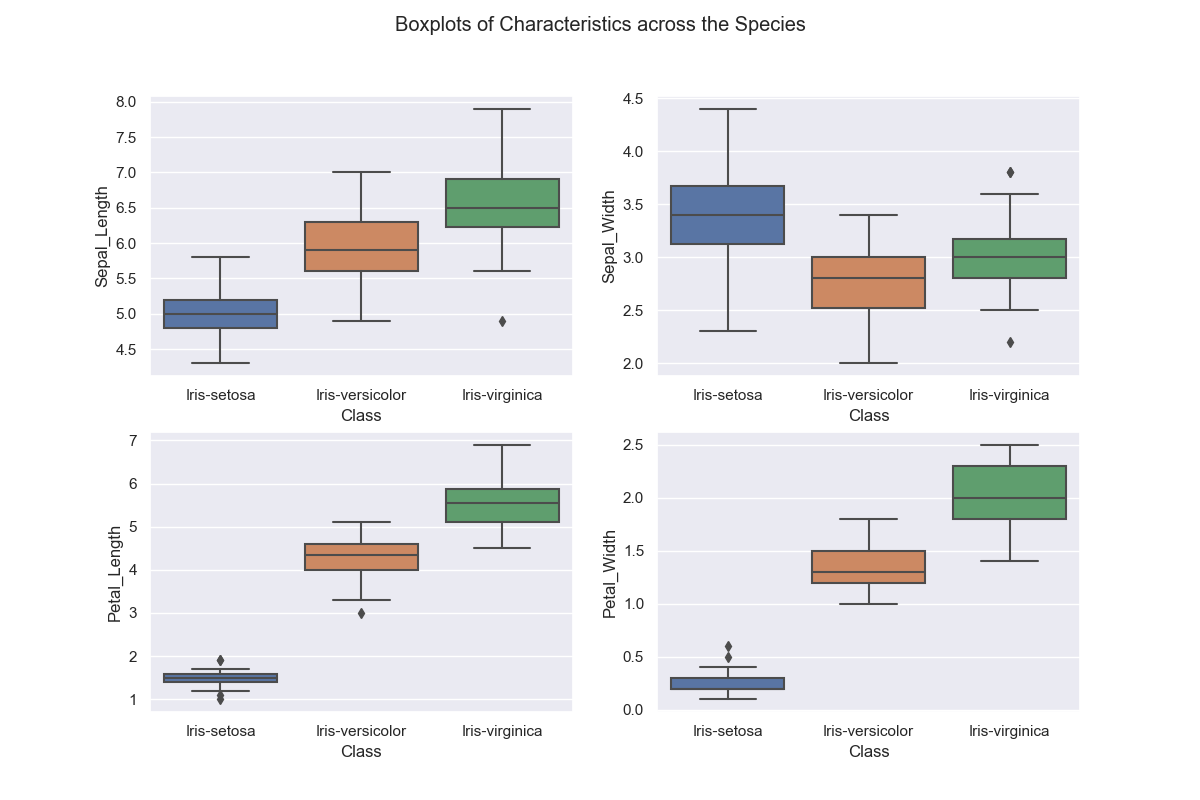 Boxplots of Characteristics across the Species
8.0
7.5
7.0
6.5
6.0
5.5
5.0
4.5
Sepal_Length
Iris-setosa Iris-versicolor Iris-virginica
Class
4.5
4.0
3.5
3.0
2.5
2.0
Sepal_Width
Iris-setosa Iris-versicolor Iris-virginica
Class
7
6
5
4
3
2
1
Petal_Length
Iris-setosa Iris-versicolor Iris-virginica
Class
2.5
2.0
1.5
1.0
0.5
0.0
Petal_Width
Iris-setosa Iris-versicolor Iris-virginica
Class